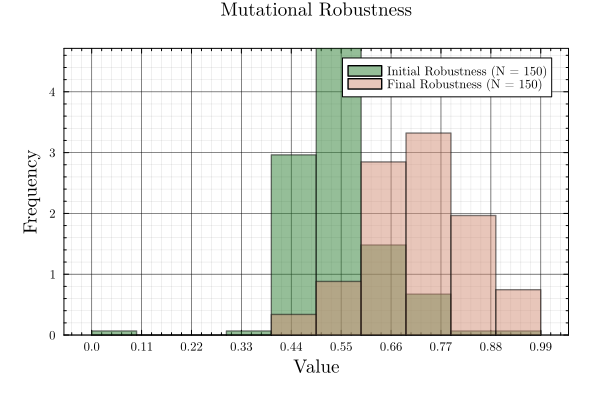 Mutational Robustness
Initial Robustness (N = 150)
Final Robustness (N = 150)
Frequency
4
3
2
1
0
0.0 0.11 0.22 0.33 0.44 0.55 0.66 0.77 0.88 0.99
Value